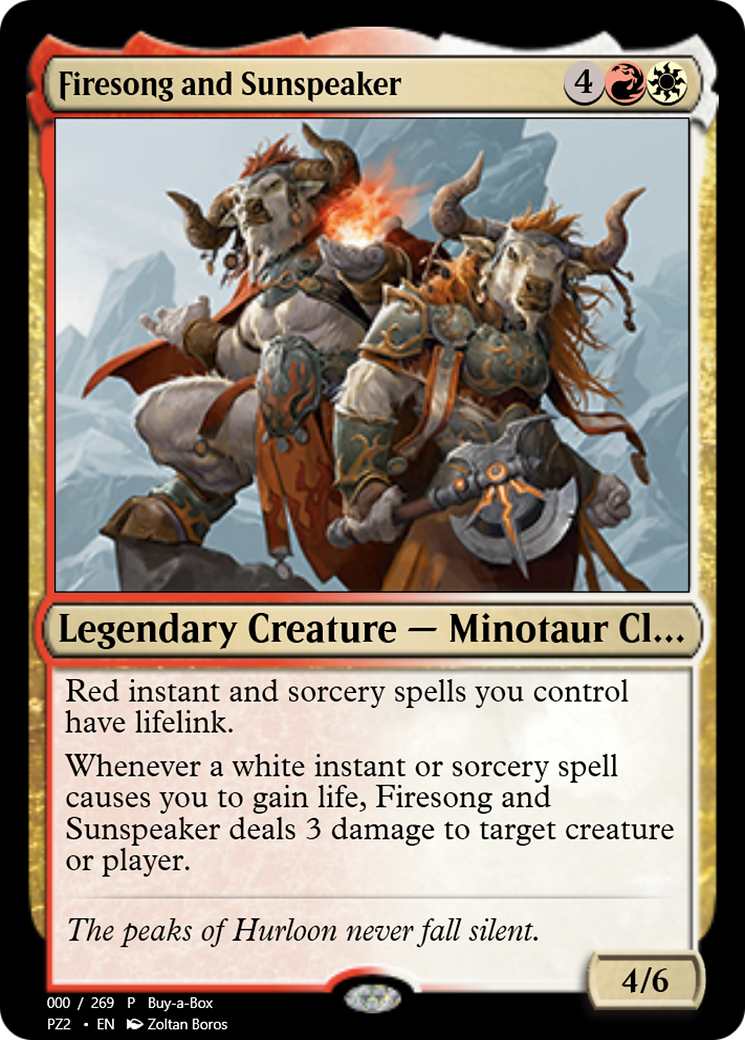 Firesong and Sunspeaker 4
Legendary Creature — Minotaur Cl...
Red instant and sorcery spells you control
have lifelink.
Whenever a white instant or sorcery spell
causes you to gain life, Firesong and
Sunspeaker deals 3 damage to target creature
or player.
The peaks of Hurloon never fall silent.
4/6
000 / 269 P Buy-a-Box
PZ2 • EN Zoltan Boros